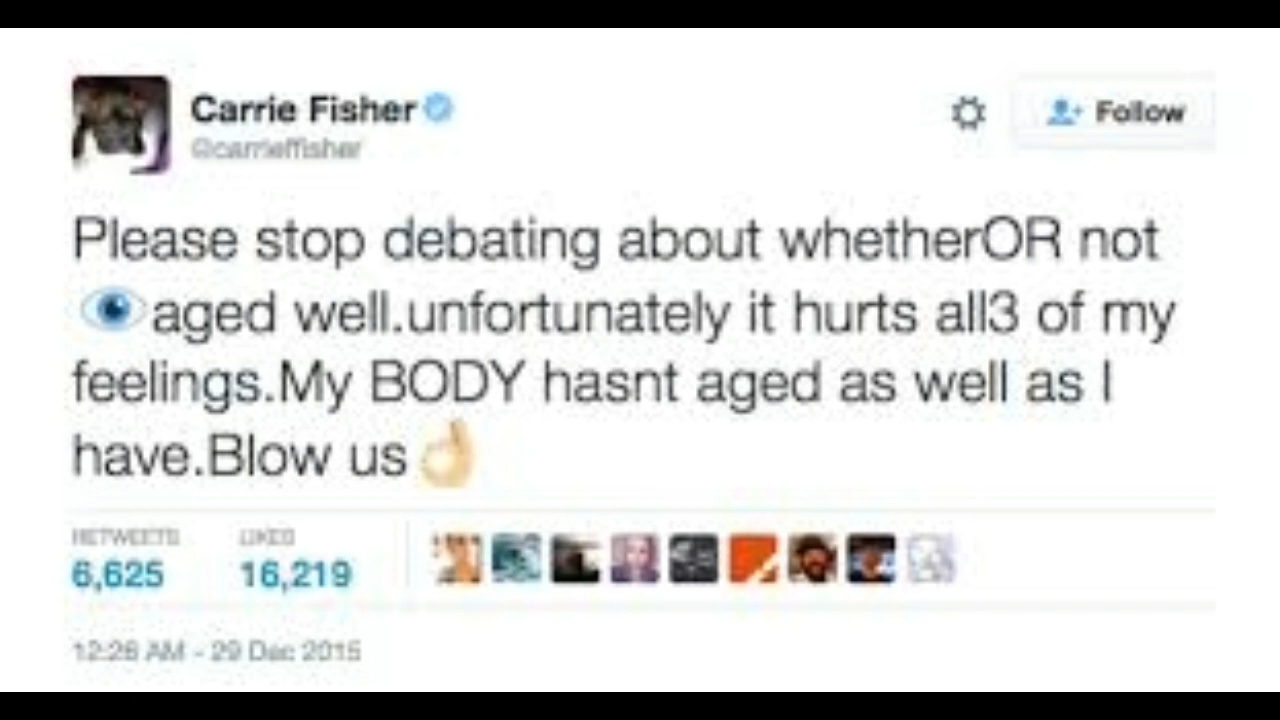 Carrie Fisher
@carrieffisher
Follow
Please stop debating about whetherOR not
👁aged well.unfortunately it hurts all3 of my
feelings.My BODY hasnt aged as well as I
have.Blow us👌🏼
RETWEETS LIKES
6,625 16,219
12:26 AM - 29 Dec 2015